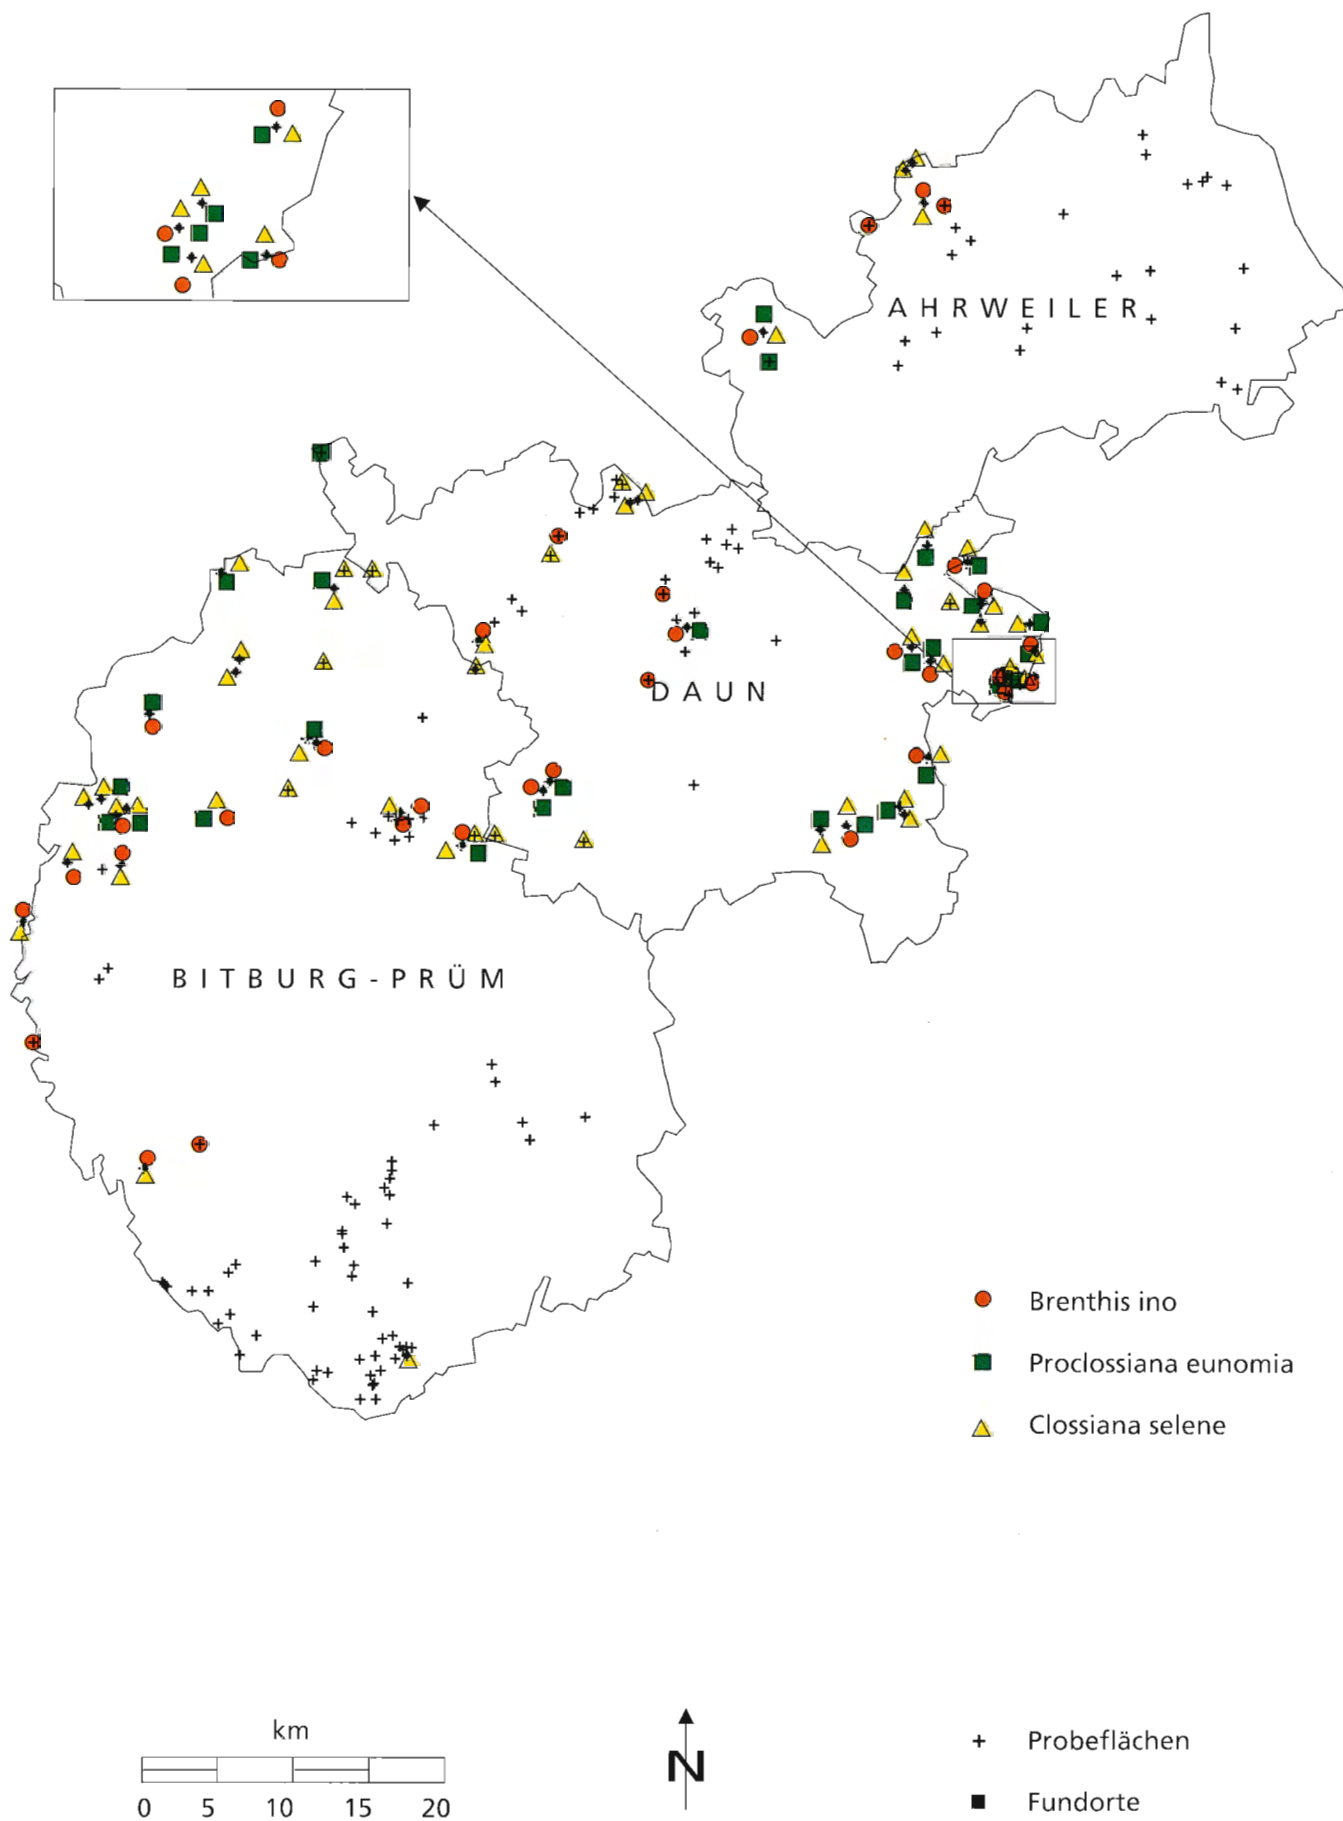 AHRWEILER
DAUN
BITBURG-PRÜM
Brenthis ino
Proclossiana eunomia
Clossiana selene
km
0 5 10 15 20
N
Probeflächen
Fundorte